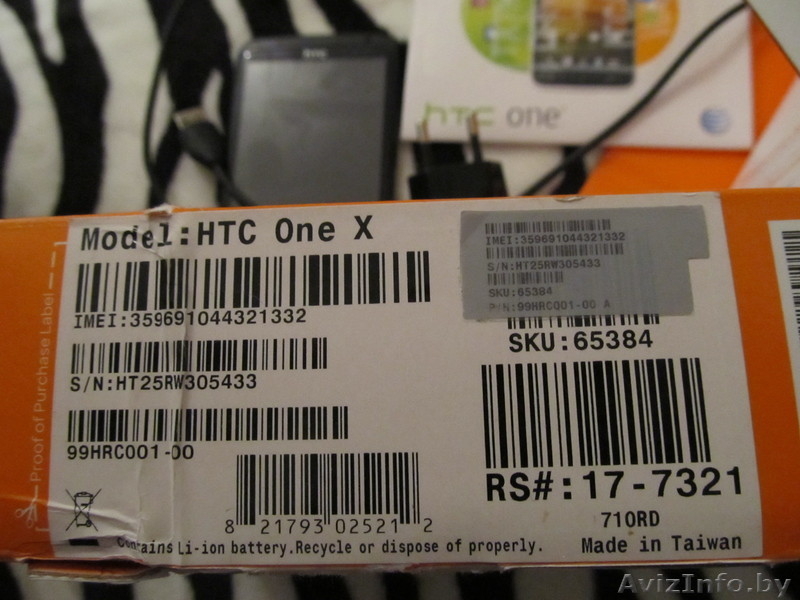 hTC
hTC one
Model:HTC One X
IMEI:359691044321332
S/N:HT25RW305433
99HRC001-00
8 21793 02521 2
Contains Li-ion battery.Recycle or dispose of properly.
Proof of Purchase Label
IMEI:359691044321332
S/N:HT25RW305433
SKU:65384
P/N:99HRC001-00 A
SKU:65384
RS#:17-7321
710RD
Made in Taiwan
AvizInfo.by